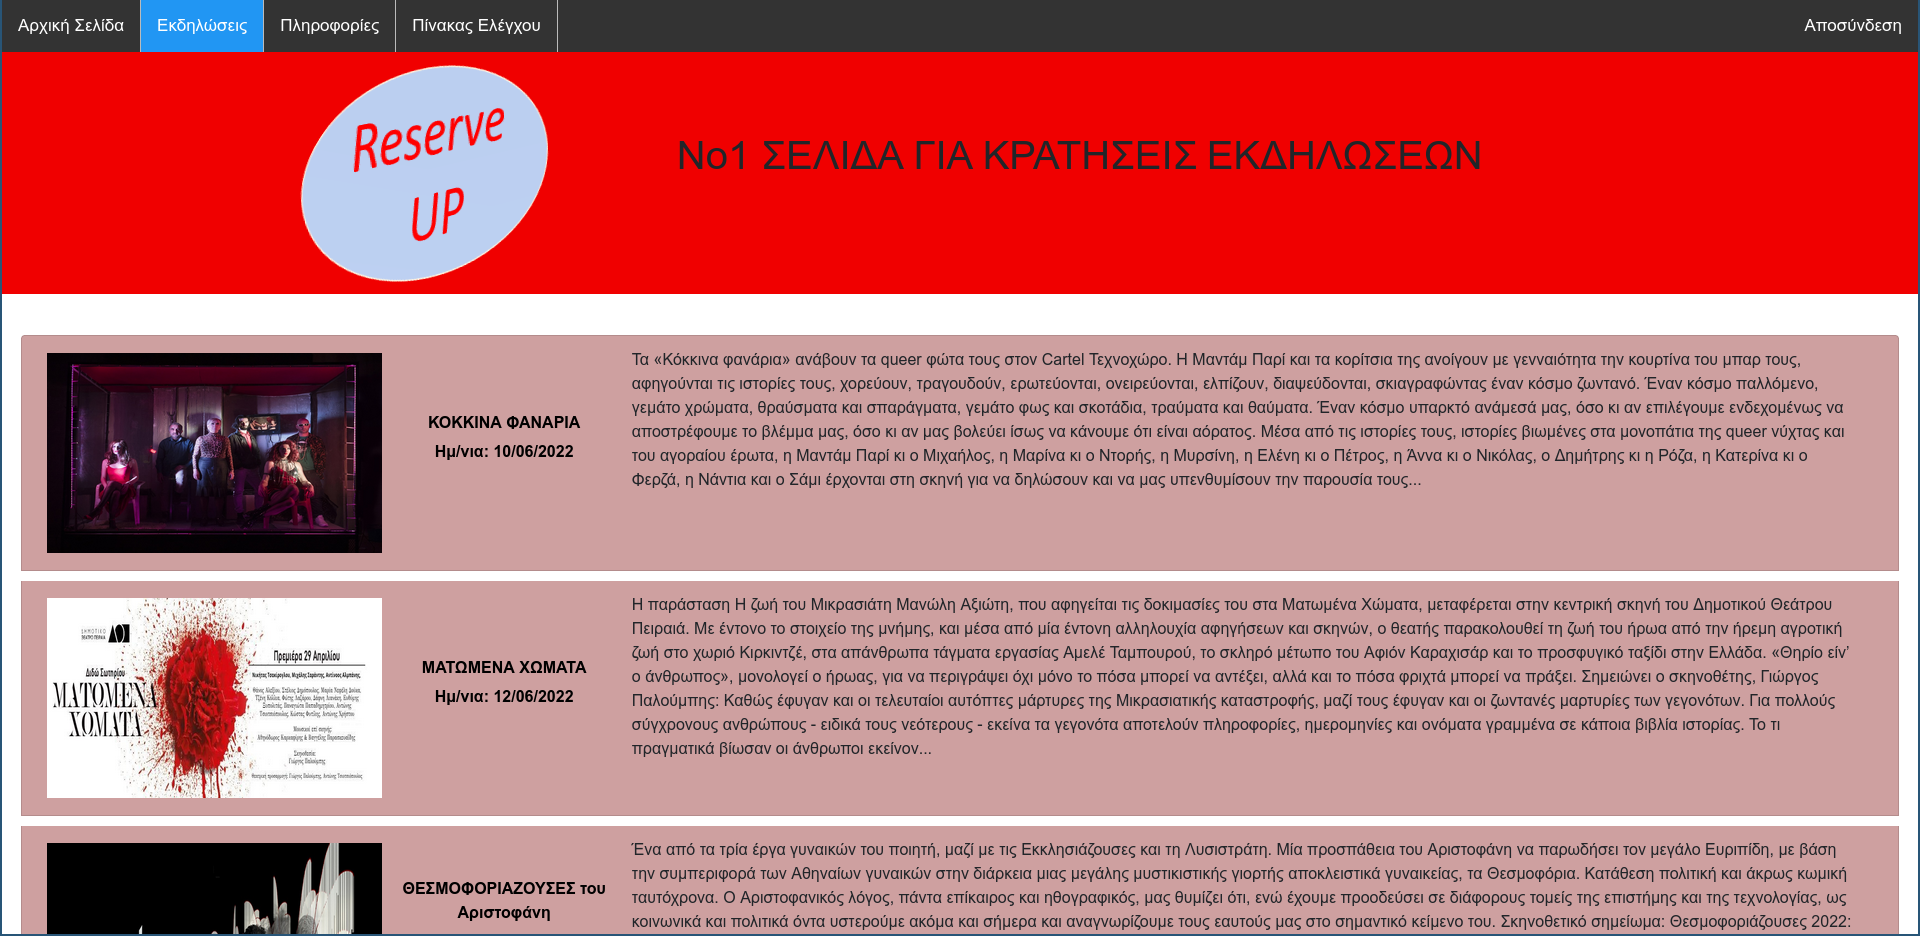 Αρχική Σελίδα
Εκδηλώσεις
Πληροφορίες
Πίνακας Ελέγχου
Αποσύνδεση
Reserve
UP
Νο1 ΣΕΛΙΔΑ ΓΙΑ ΚΡΑΤΗΣΕΙΣ ΕΚΔΗΛΩΣΕΩΝ
ΚΟΚΚΙΝΑ ΦΑΝΑΡΙΑ
Ημ/νια: 10/06/2022
Τα «Κόκκινα φανάρια» ανάβουν τα queer φώτα τους στον Cartel Τεχνοχώρο. Η Μαντάμ Παρί και τα κορίτσια της ανοίγουν με γενναιότητα την κουρτίνα του μπαρ τους,
αφηγούνται τις ιστορίες τους, χορεύουν, τραγουδούν, ερωτεύονται, ονειρεύονται, ελπίζουν, διαψεύδονται, σκιαγραφώντας έναν κόσμο ζωντανό. Έναν κόσμο παλλόμενο,
γεμάτο χρώματα, θραύσματα και σπαράγματα, γεμάτο φως και σκοτάδια, τραύματα και θαύματα. Έναν κόσμο υπαρκτό ανάμεσά μας, όσο κι αν επιλέγουμε ενδεχομένως να
αποστρέφουμε το βλέμμα μας, όσο κι αν μας βολεύει ίσως να κάνουμε ότι είναι αόρατος. Μέσα από τις ιστορίες τους, ιστορίες βιωμένες στα μονοπάτια της queer νύχτας και
του αγοραίου έρωτα, η Μαντάμ Παρί κι ο Μιχαήλος, η Μαρίνα κι ο Ντορής, η Μυρσίνη, η Ελένη κι ο Πέτρος, η Άννα κι ο Νικόλας, ο Δημήτρης κι η Ρόζα, η Κατερίνα κι ο
Φερζά, η Νάντια και ο Σάμι έρχονται στη σκηνή για να δηλώσουν και να μας υπενθυμίσουν την παρουσία τους...
ΔΗΜΟΤΙΚΟ
ΘΕΑΤΡΟ ΠΕΙΡΑΙΑ
Διδώ Σωτηρίου
ΜΑΤΩΜΕΝΑ
ΧΩΜΑΤΑ
Πρεμιέρα 29 Απριλίου
Σκηνοθεσία:
Γιώργος Παλούμπης
ΜΑΤΩΜΕΝΑ ΧΩΜΑΤΑ
Ημ/νια: 12/06/2022
Η παράσταση Η ζωή του Μικρασιάτη Μανώλη Αξιώτη, που αφηγείται τις δοκιμασίες του στα Ματωμένα Χώματα, μεταφέρεται στην κεντρική σκηνή του Δημοτικού Θεάτρου
Πειραιά. Με έντονο το στοιχείο της μνήμης, και μέσα από μία έντονη αλληλουχία αφηγήσεων και σκηνών, ο θεατής παρακολουθεί τη ζωή του ήρωα από την ήρεμη αγροτική
ζωή στο χωριό Κιρκιντζέ, στα απάνθρωπα τάγματα εργασίας Αμελέ Ταμπουρού, το σκληρό μέτωπο του Αφιόν Καραχισάρ και το προσφυγικό ταξίδι στην Ελλάδα. «Θηρίο είν'
ο άνθρωπος», μονολογεί ο ήρωας, για να περιγράψει όχι μόνο το πόσα μπορεί να αντέξει, αλλά και το πόσα φριχτά μπορεί να πράξει. Σημειώνει ο σκηνοθέτης, Γιώργος
Παλούμπης: Καθώς έφυγαν και οι τελευταίοι αυτόπτες μάρτυρες της Μικρασιατικής καταστροφής, μαζί τους έφυγαν και οι ζωντανές μαρτυρίες των γεγονότων. Για πολλούς
σύγχρονους ανθρώπους - ειδικά τους νεότερους - εκείνα τα γεγονότα αποτελούν πληροφορίες, ημερομηνίες και ονόματα γραμμένα σε κάποια βιβλία ιστορίας. Το τι
πραγματικά βίωσαν οι άνθρωποι εκείνον...
ΘΕΣΜΟΦΟΡΙΑΖΟΥΣΕΣ του
Αριστοφάνη
Ένα από τα τρία έργα γυναικών του ποιητή, μαζί με τις Εκκλησιάζουσες και τη Λυσιστράτη. Μία προσπάθεια του Αριστοφάνη να παρωδήσει τον μεγάλο Ευριπίδη, με βάση
την συμπεριφορά των Αθηναίων γυναικών στην διάρκεια μιας μεγάλης μυστικιστικής γιορτής αποκλειστικά γυναικείας, τα Θεσμοφόρια. Κατάθεση πολιτική και άκρως κωμική
ταυτόχρονα. Ο Αριστοφανικός λόγος, πάντα επίκαιρος και ηθογραφικός, μας θυμίζει ότι, ενώ έχουμε προοδεύσει σε διάφορους τομείς της επιστήμης και της τεχνολογίας, ως
κοινωνικά και πολιτικά όντα υστερούμε ακόμα και σήμερα και αναγνωρίζουμε τους εαυτούς μας στο σημαντικό κείμενο του. Σκηνοθετικό σημείωμα: Θεσμοφοριάζουσες 2022: